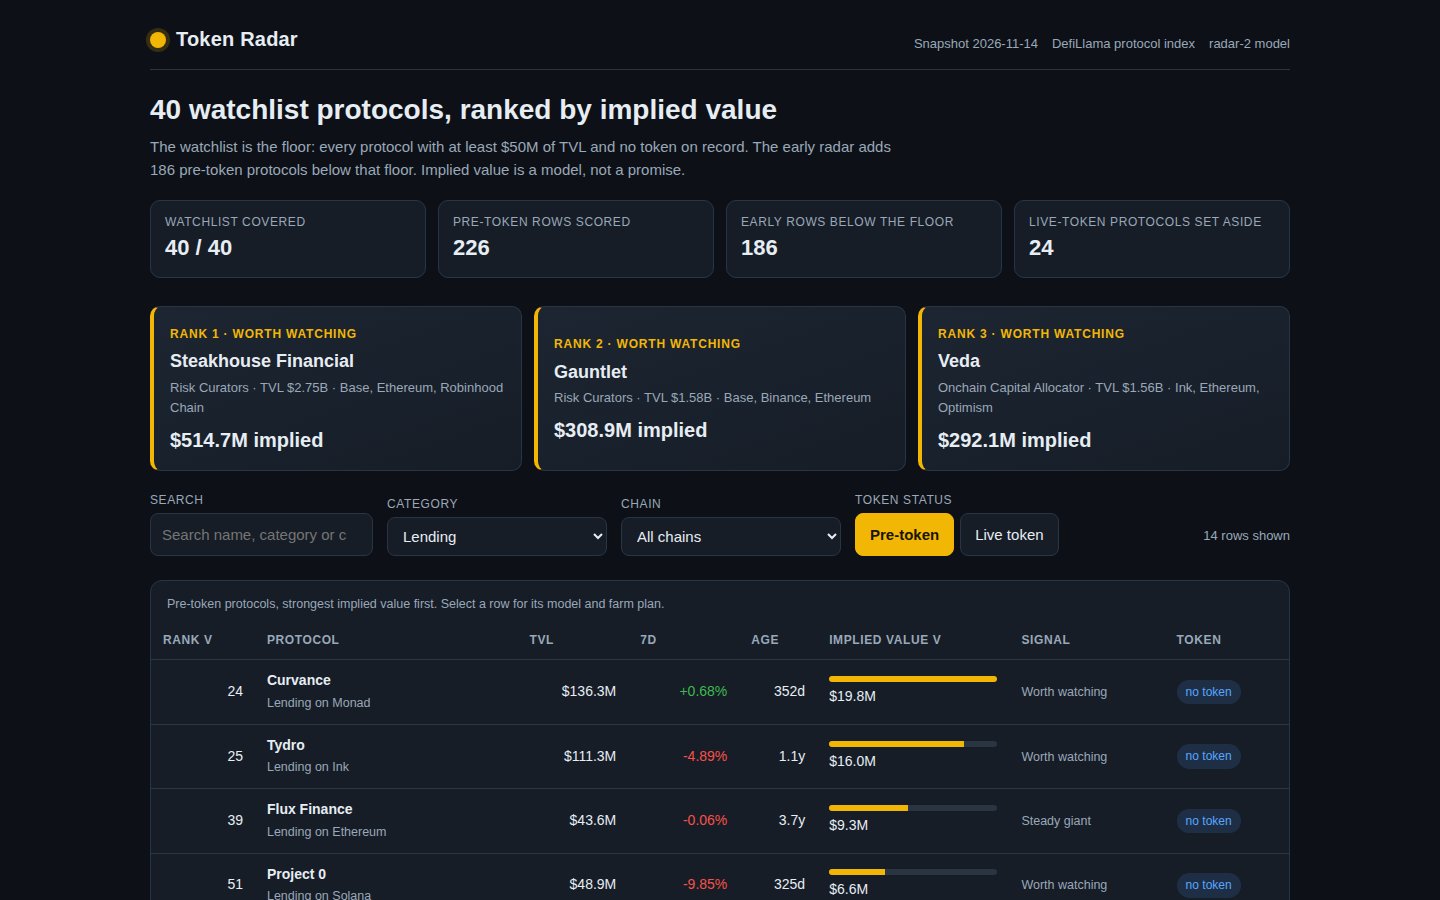 Token Radar
Snapshot 2026-11-14 DefiLlama protocol index radar-2 model
40 watchlist protocols, ranked by implied value
The watchlist is the floor: every protocol with at least $50M of TVL and no token on record. The early radar adds
186 pre-token protocols below that floor. Implied value is a model, not a promise.
WATCHLIST COVERED
40 / 40
PRE-TOKEN ROWS SCORED
226
EARLY ROWS BELOW THE FLOOR
186
LIVE-TOKEN PROTOCOLS SET ASIDE
24
RANK 1 · WORTH WATCHING
Steakhouse Financial
Risk Curators · TVL $2.75B · Base, Ethereum, Robinhood
Chain
$514.7M implied
RANK 2 · WORTH WATCHING
Gauntlet
Risk Curators · TVL $1.58B · Base, Binance, Ethereum
$308.9M implied
RANK 3 · WORTH WATCHING
Veda
Onchain Capital Allocator · TVL $1.56B · Ink, Ethereum,
Optimism
$292.1M implied
SEARCH
Search name, category or c
CATEGORY
Lending
CHAIN
All chains
TOKEN STATUS
Pre-token Live token
14 rows shown
Pre-token protocols, strongest implied value first. Select a row for its model and farm plan.
RANK V PROTOCOL TVL 7D AGE IMPLIED VALUE V SIGNAL TOKEN
24 Curvance $136.3M +0.68% 352d $19.8M Worth watching no token
Lending on Monad
25 Tydro $111.3M -4.89% 1.1y $16.0M Worth watching no token
Lending on Ink
39 Flux Finance $43.6M -0.06% 3.7y $9.3M Steady giant no token
Lending on Ethereum
51 Project 0 $48.9M -9.85% 325d $6.6M Worth watching no token
Lending on Solana